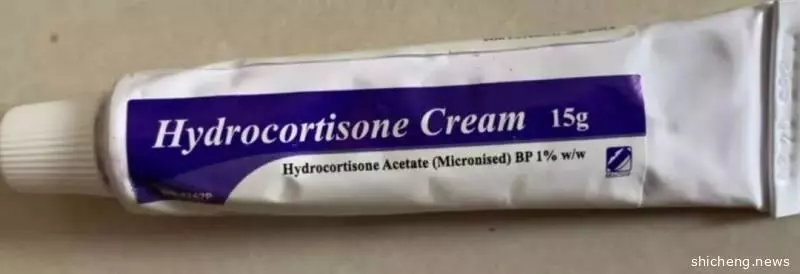 Hydrocortisone Cream 15g
Hydrocortisone Acetate (Micronised) BP 1% w/w
shicheng.news